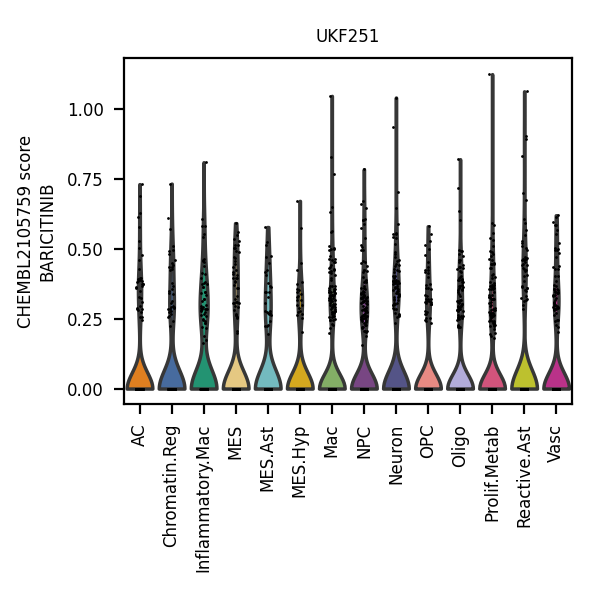 UKF251
CHEMBL2105759 score
BARICITINIB
1.00
0.75
0.50
0.25
0.00
AC
Chromatin.Reg
Inflammatory.Mac
MES
MES.Ast
MES.Hyp
Mac
NPC
Neuron
OPC
Oligo
Prolif.Metab
Reactive.Ast
Vasc